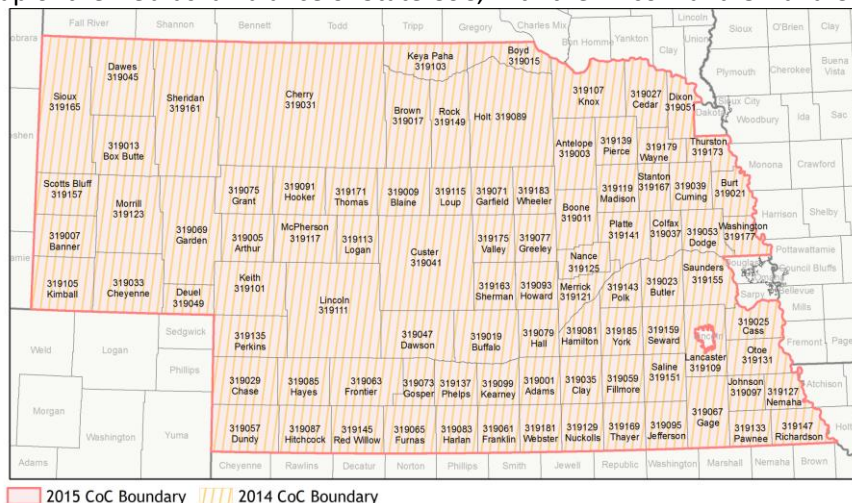 Fall River
Shannon
Bennett
Todd
Tripp
Gregory
Charles Mix
Bon Homme
Yankton
Clay
Lincoln
Union
Sioux
O'Brien
Clay
Plymouth
Cherokee
Buena
Vista
Sioux City
Dakota
Woodbury
Ida
Sac
Monona
Crawford
Harrison
Shelby
Pottawattamie
Council Bluffs
Bellevue
Sarpy
Mills
Fremont
Page
Atchison
Sioux
319165
Dawes
319045
Sheridan
319161
Cherry
319031
Keya Paha
319103
Boyd
319015
Brown
319017
Rock
319149
Holt 319089
319107
Knox
319027
Cedar
Dixon
319051
319013
Box Butte
Antelope
319003
319139
Pierce
319179
Wayne
Thurston
319173
Scotts Bluff
319157
Morrill
319123
319069
Garden
319075
Grant
319091
Hooker
319171
Thomas
319009
Blaine
319115
Loup
319071
Garfield
319183
Wheeler
Boone
319011
319119
Madison
Stanton
319167
319039
Cuming
Burt
319021
319007
Banner
319005
Arthur
McPherson
319117
319113
Logan
Custer
319041
319175
Valley
319077
Greeley
Nance
319125
Platte
319141
Colfax
319037
319053
Dodge
Washington
319177
319105
Kimball
319033
Cheyenne
Deuel
319049
Keith
319101
Lincoln
319111
319163
Sherman
319093
Howard
Merrick
319121
319143
Polk
319023
Butler
Saunders
319155
319135
Perkins
319047
Dawson
319019
Buffalo
319079
Hall
319081
Hamilton
319185
York
319159
Seward
Lancaster
319109
319025
Cass
Otoe
319131
319029
Chase
319085
Hayes
319063
Frontier
319073
Gosper
319137
Phelps
319099
Kearney
319001
Adams
319035
Clay
319059
Fillmore
Saline
319151
319067
Gage
Johnson
319097
319127
Nemaha
319057
Dundy
319087
Hitchcock
319145
Red Willow
319065
Furnas
319083
Harlan
319061
Franklin
319181
Webster
319129
Nuckolls
319169
Thayer
319095
Jefferson
319133
Pawnee
319147
Richardson
Sedgwick
Weld
Logan
Phillips
Morgan
Washington
Yuma
Adams
Cheyenne
Rawlins
Decatur
Norton
Phillips
Smith
Jewell
Republic
Washington
Marshall
Nemaha
Brown
2015 CoC Boundary
2014 CoC Boundary